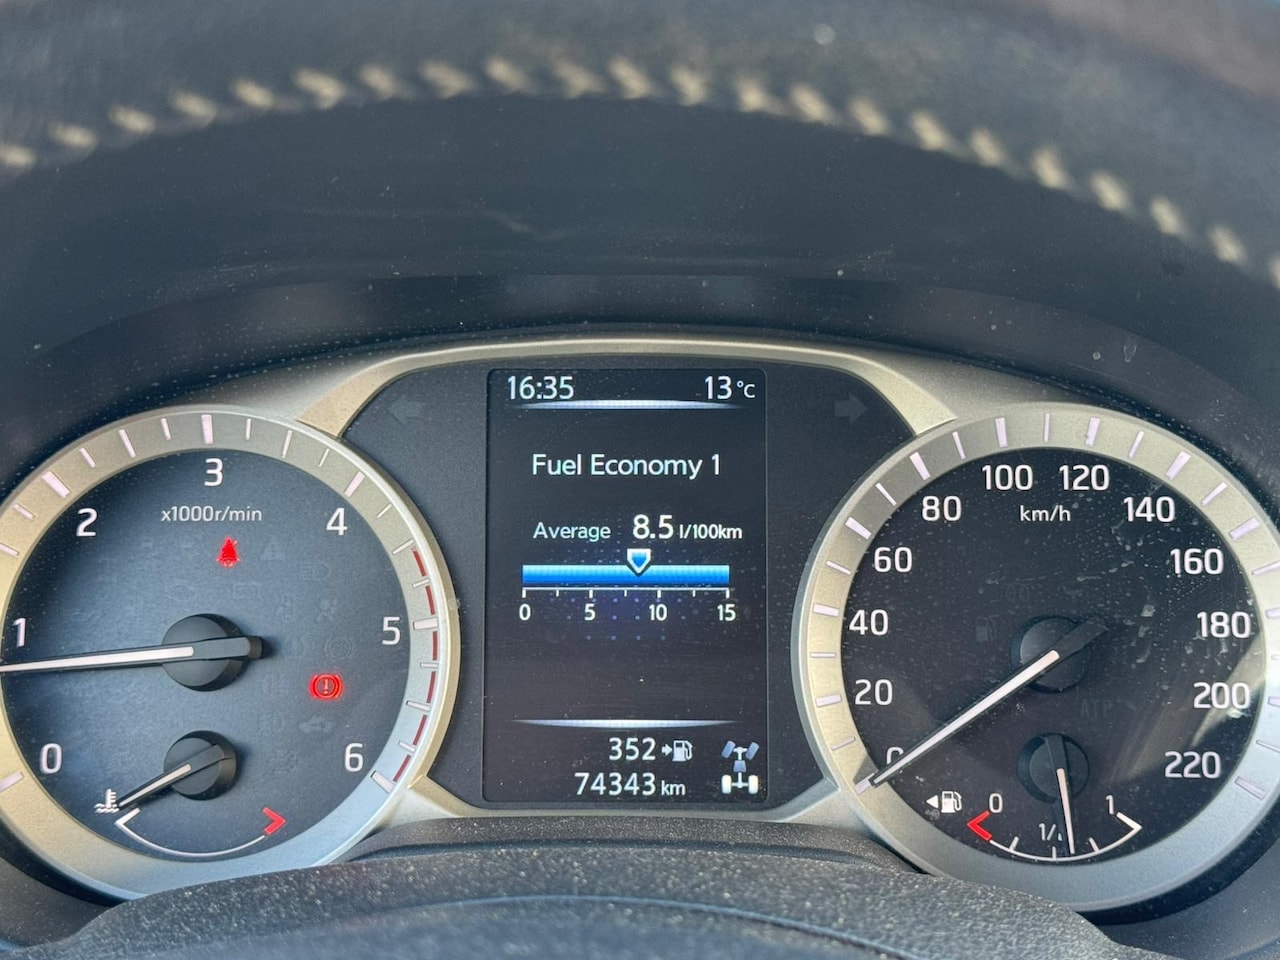 16:35 13°C
Fuel Economy 1
Average 8.5 l/100km
0 5 10 15
352
74343 km
0 1 2 3 4 5 6
x1000r/min
0 20 40 60 80 100 120 140 160 180 200 220
km/h
0 1/ 1